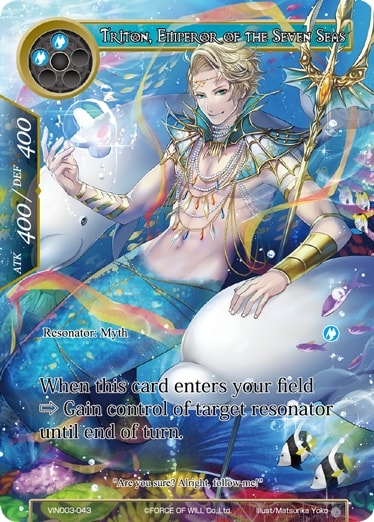 Triton, Emperor of the Seven Seas
ATK 400 / DEF 400
Resonator: Myth
When this card enters your field
⇨ Gain control of target resonator
until end of turn.
"Are you sure? Alright, follow me!"
VIN003-043 ©FORCE OF WILL Co.,Ltd. Illust/Matsurika Yoko